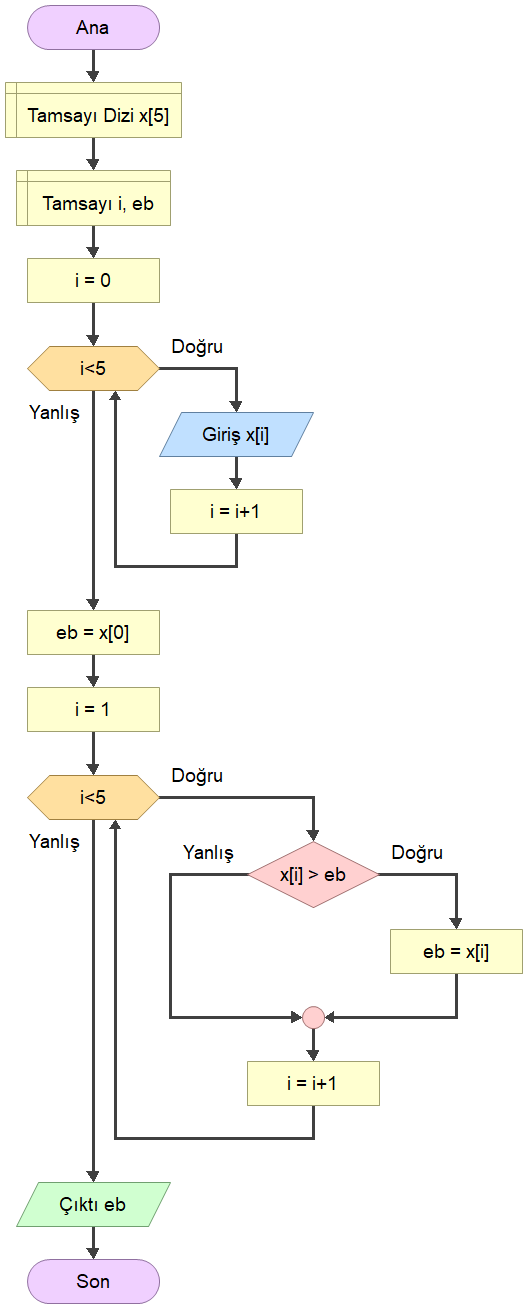 Ana
Tamsayı Dizi x[5]
Tamsayı i, eb
i = 0
i<5
Doğru
Yanlış
Giriş x[i]
i = i+1
eb = x[0]
i = 1
i<5
Doğru
Yanlış
Yanlış
x[i] > eb
Doğru
eb = x[i]
i = i+1
Çıktı eb
Son